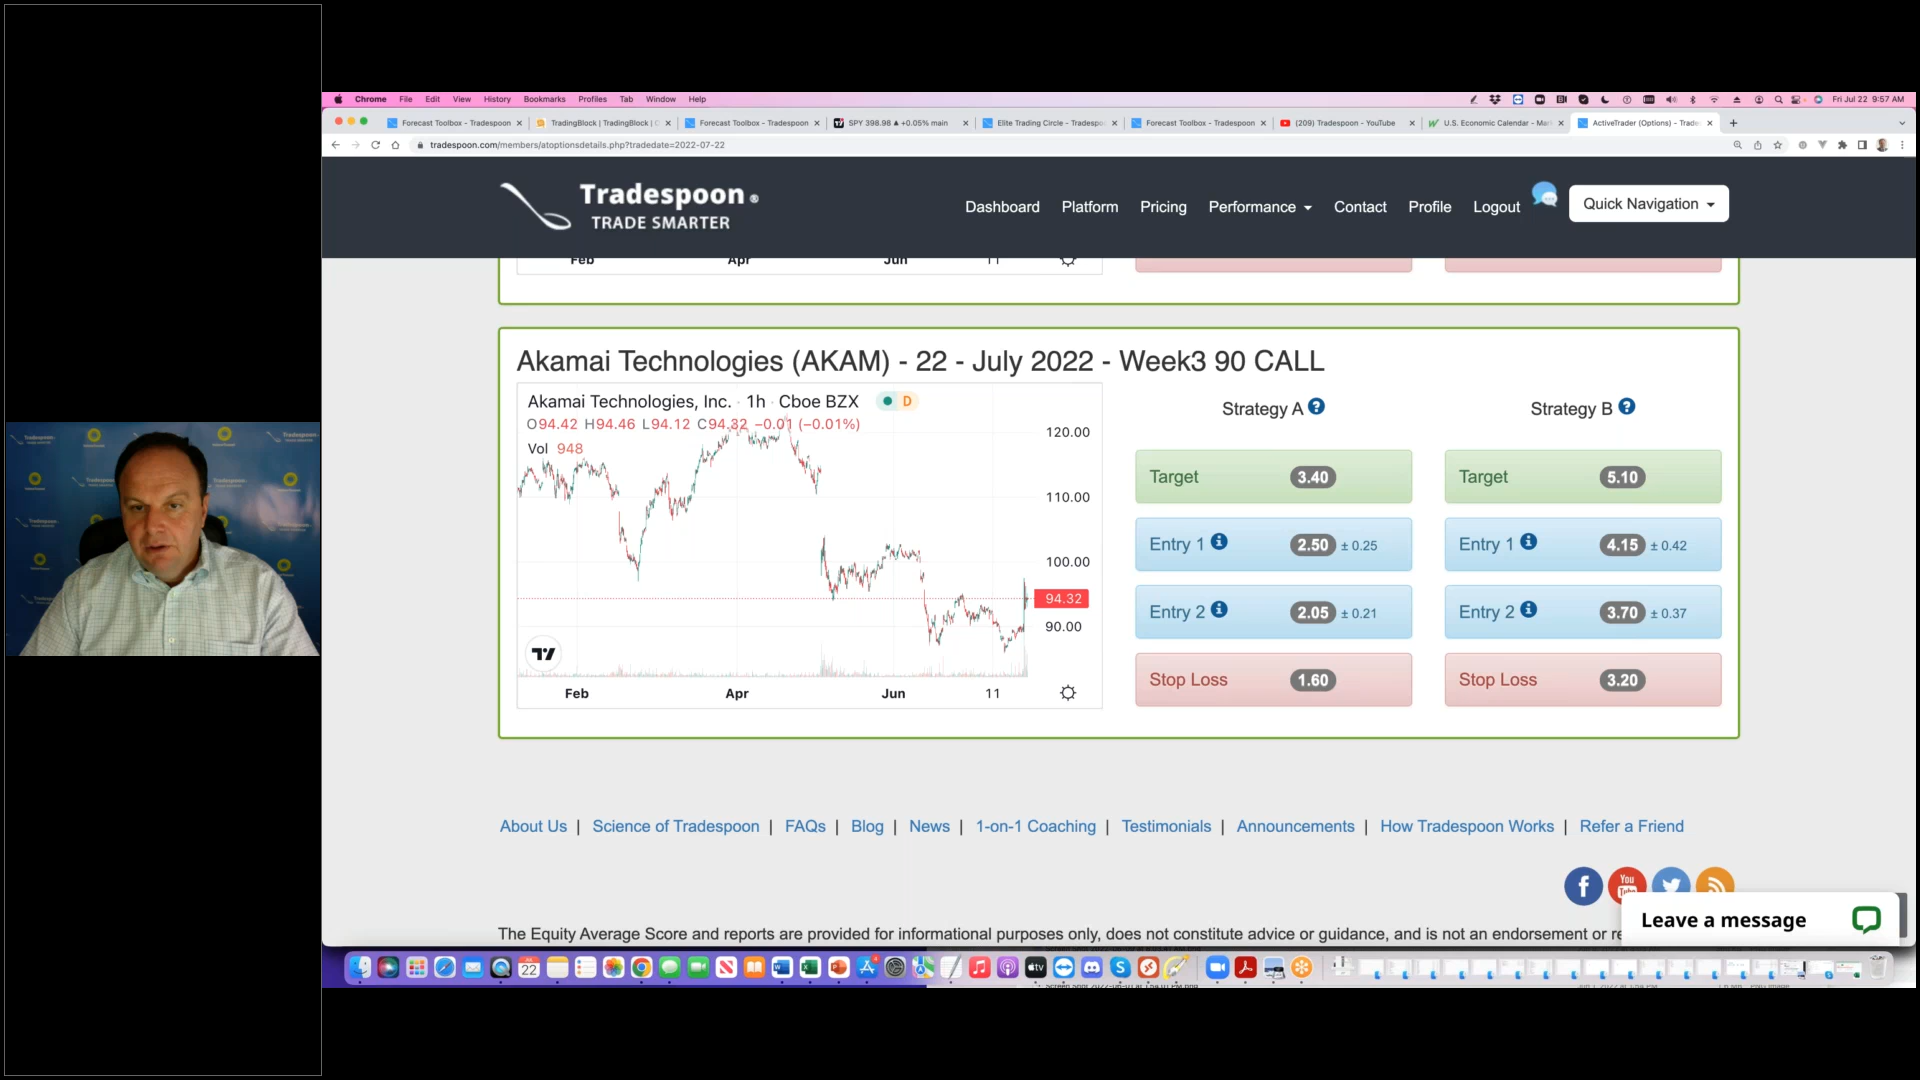 Chrome File Edit View History Bookmarks Profiles Tab Window Help
Fri Jul 22 9:57 AM
Forecast Toolbox - Tradespoon
TradingBlock | TradingBlock |
Forecast Toolbox - Tradespoon
SPY 398.98 ▲ +0.05% main
Elite Trading Circle - Tradespoo
Forecast Toolbox - Tradespoon
(209) Tradespoon - YouTube
U.S. Economic Calendar - Mar
ActiveTrader (Options) - Trade
tradespoon.com/members/atoptionsdetails.php?tradedate=2022-07-22
Tradespoon ®
TRADE SMARTER
Dashboard Platform Pricing Performance Contact Profile Logout
Quick Navigation
Feb Apr Jun 11
Akamai Technologies (AKAM) - 22 - July 2022 - Week3 90 CALL
Akamai Technologies, Inc. · 1h · Cboe BZX D
O94.42 H94.46 L94.12 C94.32 −0.01 (−0.01%)
Vol 948
120.00
110.00
100.00
94.32
90.00
Feb Apr Jun 11
Strategy A
Target 3.40
Entry 1 2.50 ± 0.25
Entry 2 2.05 ± 0.21
Stop Loss 1.60
Strategy B
Target 5.10
Entry 1 4.15 ± 0.42
Entry 2 3.70 ± 0.37
Stop Loss 3.20
About Us | Science of Tradespoon | FAQs | Blog | News | 1-on-1 Coaching | Testimonials | Announcements | How Tradespoon Works | Refer a Friend
You
Leave a message
The Equity Average Score and reports are provided for informational purposes only, does not constitute advice or guidance, and is not an endorsement or re
22
tv